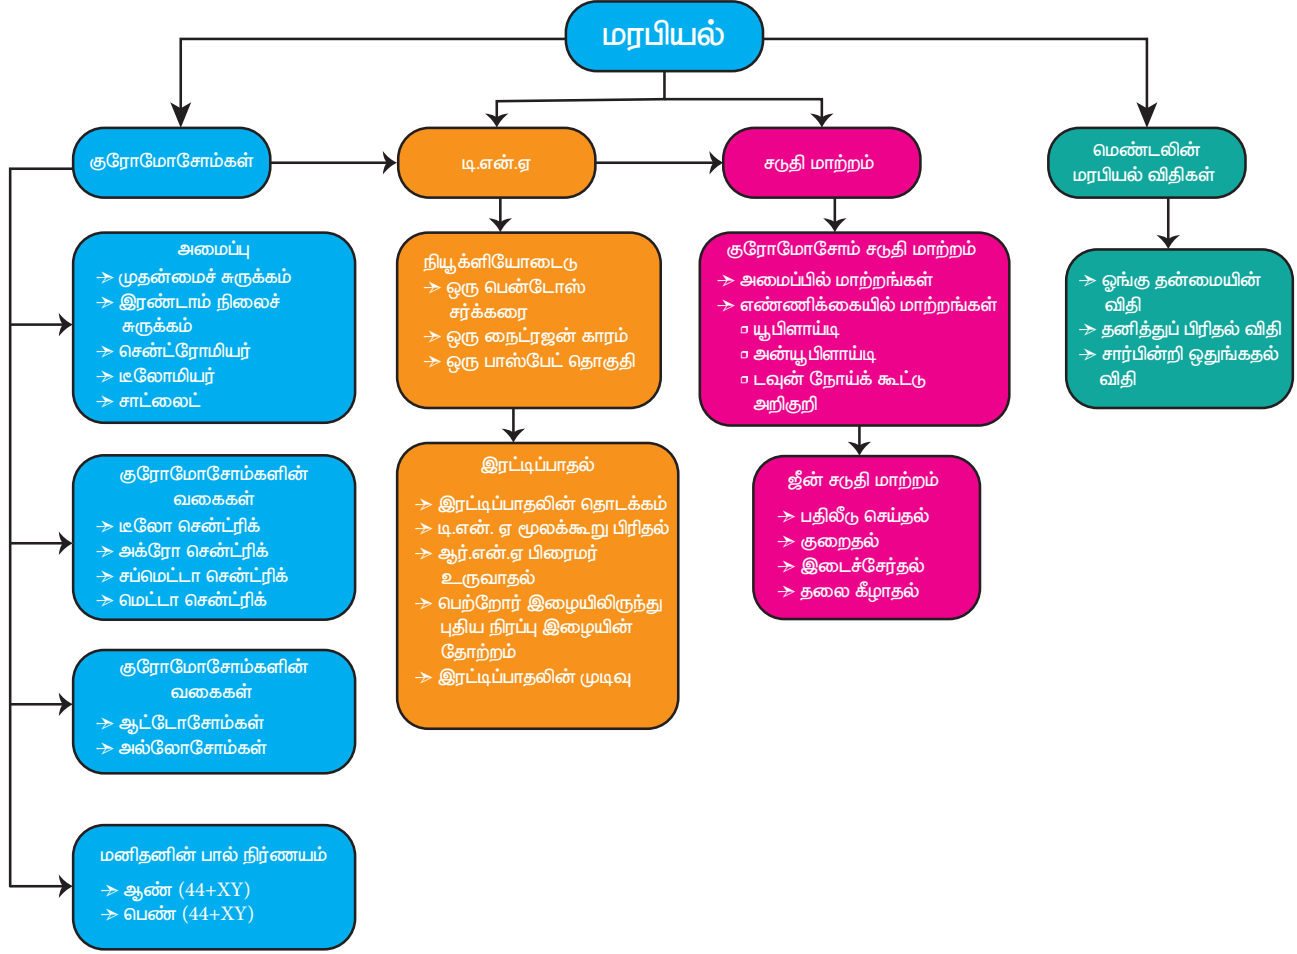 மரபியல்
குரோமோசோம்கள்
அமைப்பு
முதன்மைச் சுருக்கம்
இரண்டாம் நிலைச்
சுருக்கம்
சென்ட்ரோமியர்
டீலோமியர்
சாட்லைட்
குரோமோசோம்களின்
வகைகள்
டீலோ சென்ட்ரிக்
அக்ரோ சென்ட்ரிக்
சப்மெட்டா சென்ட்ரிக்
மெட்டா சென்ட்ரிக்
குரோமோசோம்களின்
வகைகள்
ஆட்டோசோம்கள்
அல்லோசோம்கள்
மனிதனின் பால் நிர்ணயம்
ஆண் (44+XY)
பெண் (44+XY)
டி.என்.ஏ
நியூக்ளியோடைடு
ஒரு பென்டோஸ்
சர்க்கரை
ஒரு நைட்ரஜன் காரம்
ஒரு பாஸ்பேட் தொகுதி
இரட்டிப்பாதல்
இரட்டிப்பாதலின் தொடக்கம்
டி.என். ஏ மூலக்கூறு பிரிதல்
ஆர்.என்.ஏ பிரைமர்
உருவாதல்
பெற்றோர் இழையிலிருந்து
புதிய நிரப்பு இழையின்
தோற்றம்
இரட்டிப்பாதலின் முடிவு
சடுதி மாற்றம்
குரோமோசோம் சடுதி மாற்றம்
அமைப்பில் மாற்றங்கள்
எண்ணிக்கையில் மாற்றங்கள்
யூபிளாய்டி
அன்யூபிளாய்டி
டவுன் நோய்க் கூட்டு
அறிகுறி
ஜீன் சடுதி மாற்றம்
பதிலீடு செய்தல்
குறைதல்
இடைச்சேர்தல்
தலை கீழாதல்
மெண்டலின்
மரபியல் விதிகள்
ஓங்கு தன்மையின்
விதி
தனித்துப் பிரிதல் விதி
சார்பின்றி ஒதுங்கதல்
விதி